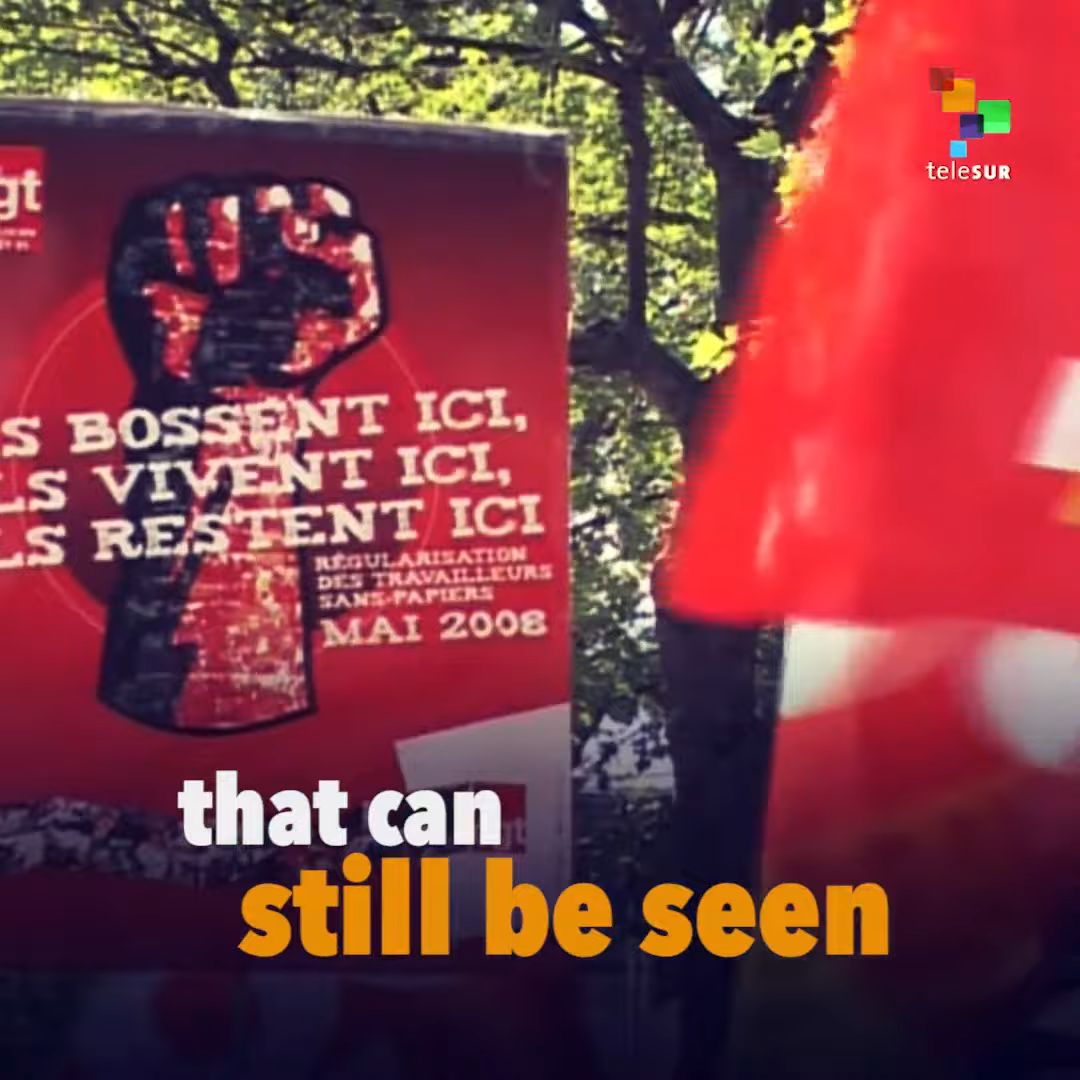 teleSUR
gt
S BOSSENT ICI,
LS VIVENT ICI,
LS RESTENT ICI
RÉGULARISATION
DES TRAVAILLEURS
SANS-PAPIERS
MAI 2008
that can
still be seen